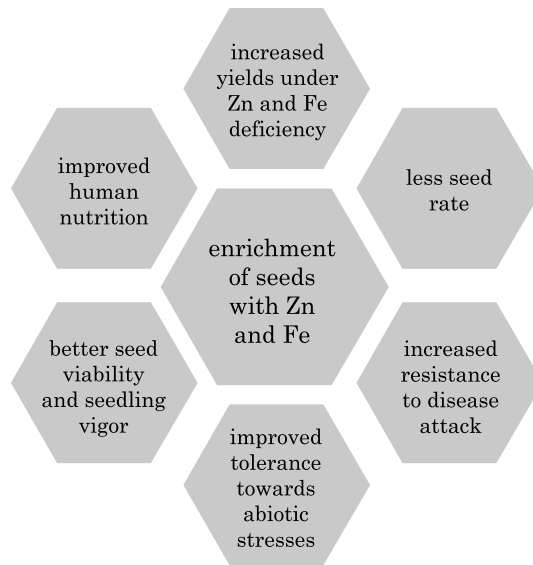 increased
yields under
Zn and Fe
deficiency
improved
human
nutrition
less seed
rate
enrichment
of seeds
with Zn
and Fe
better seed
viability
and seedling
vigor
increased
resistance
to disease
attack
improved
tolerance
towards
abiotic
stresses